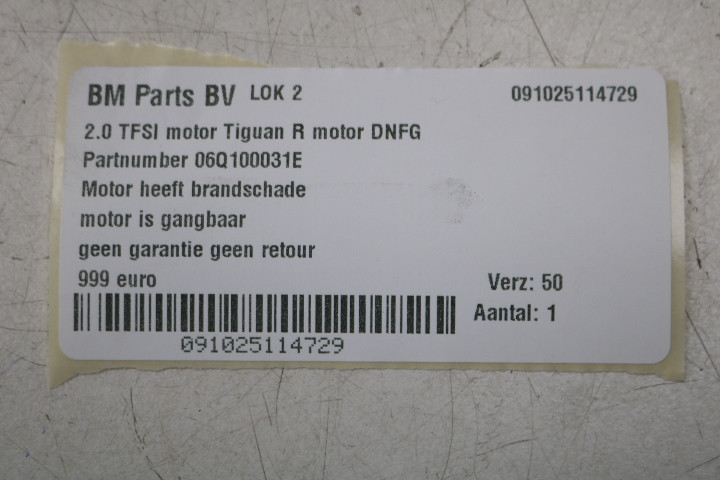 BM Parts BV LOK 2 091025114729
2.0 TFSI motor Tiguan R motor DNFG
Partnumber 06Q100031E
Motor heeft brandschade
motor is gangbaar
geen garantie geen retour
999 euro Verz: 50
Aantal: 1
091025114729